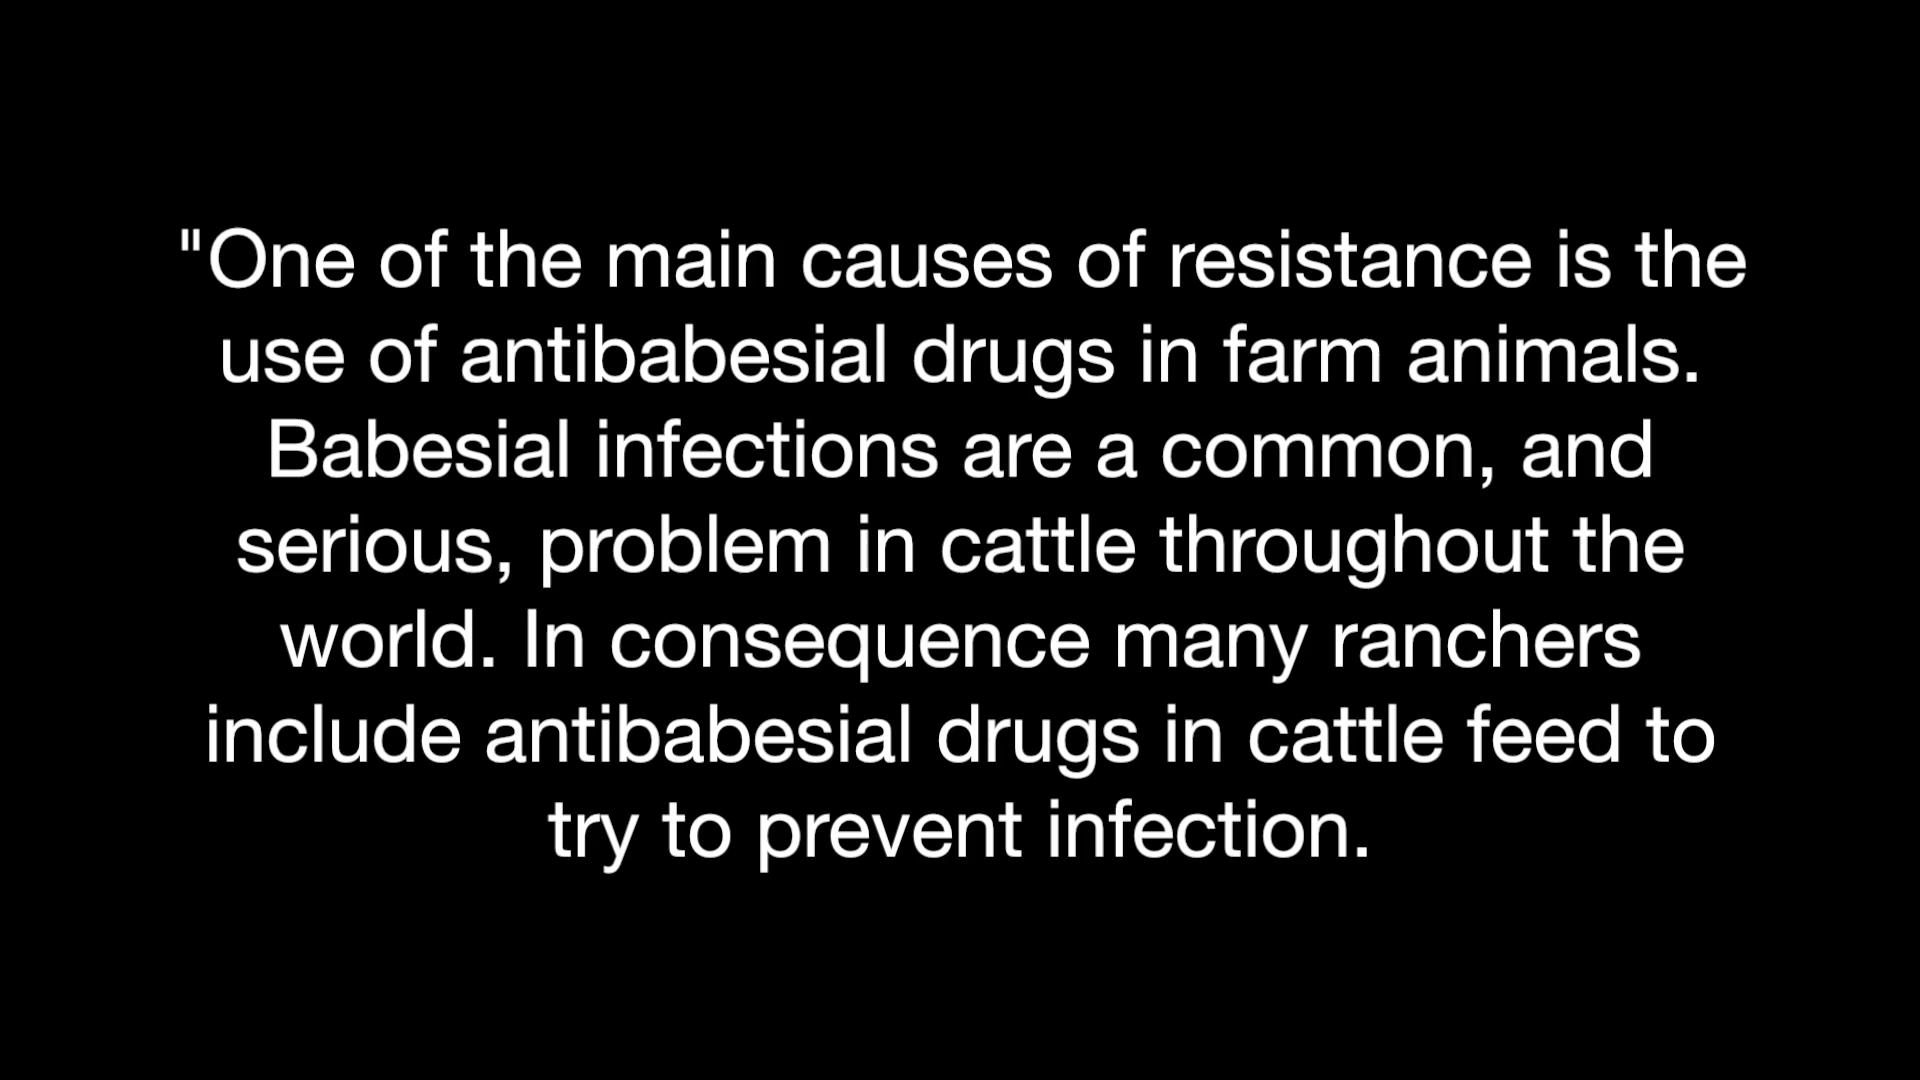 "One of the main causes of resistance is the
use of antibabesial drugs in farm animals.
Babesial infections are a common, and
serious, problem in cattle throughout the
world. In consequence many ranchers
include antibabesial drugs in cattle feed to
try to prevent infection.